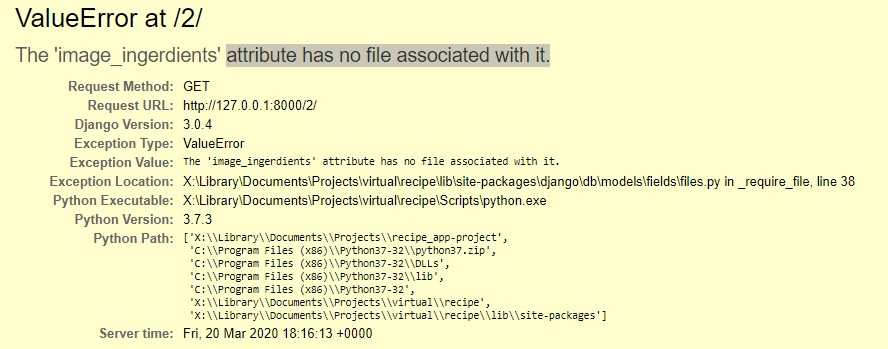 ValueError at /2/
The 'image_ingerdients' attribute has no file associated with it.
Request Method: GET
Request URL: http://127.0.0.1:8000/2/
Django Version: 3.0.4
Exception Type: ValueError
Exception Value: The 'image_ingerdients' attribute has no file associated with it.
Exception Location: X:\Library\Documents\Projects\virtual\recipe\lib\site-packages\django\db\models\fields\files.py in _require_file, line 38
Python Executable: X:\Library\Documents\Projects\virtual\recipe\Scripts\python.exe
Python Version: 3.7.3
Python Path: ['X:\\Library\\Documents\\Projects\\recipe_app-project',
'C:\\Program Files (x86)\\Python37-32\\python37.zip',
'C:\\Program Files (x86)\\Python37-32\\DLLs',
'C:\\Program Files (x86)\\Python37-32\\lib',
'C:\\Program Files (x86)\\Python37-32',
'X:\\Library\\Documents\\Projects\\virtual\\recipe',
'X:\\Library\\Documents\\Projects\\virtual\\recipe\\lib\\site-packages']
Server time: Fri, 20 Mar 2020 18:16:13 +0000